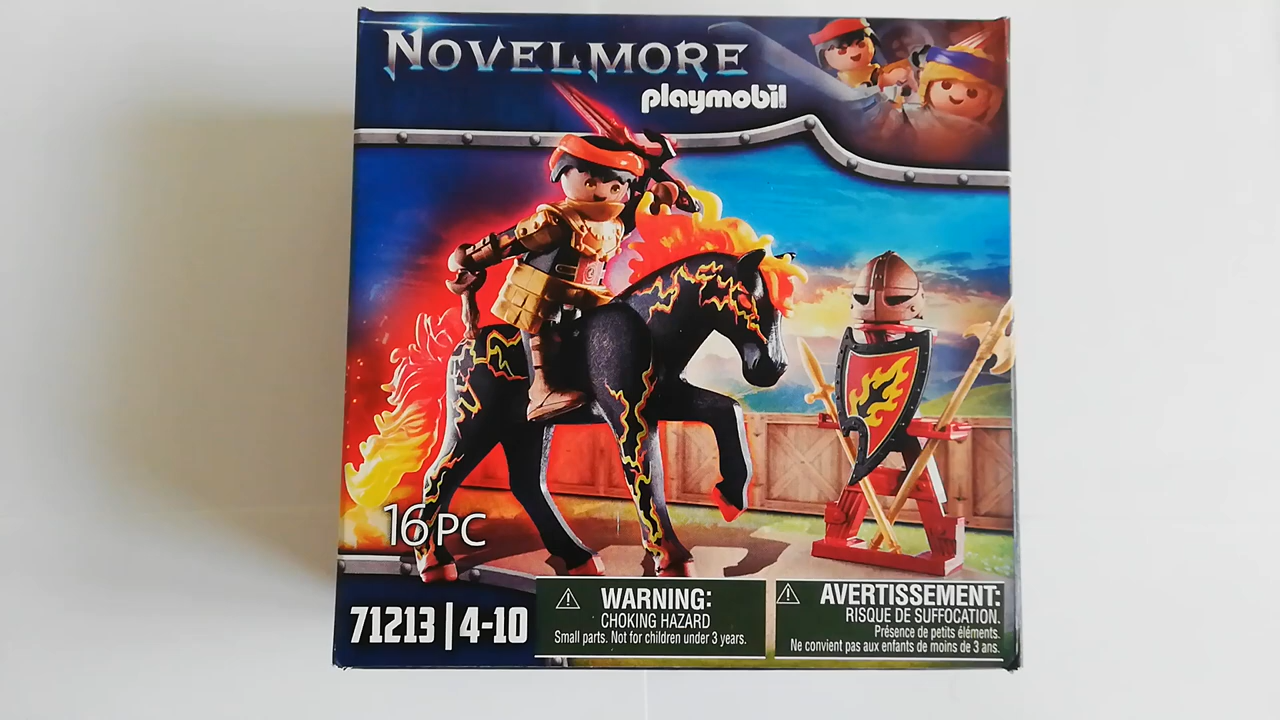 NOVELMORE
playmobil
16 PC
71213 | 4-10
WARNING:
CHOKING HAZARD
Small parts. Not for children under 3 years.
AVERTISSEMENT:
RISQUE DE SUFFOCATION.
Présence de petits éléments.
Ne convient pas aux enfants de moins de 3 ans.